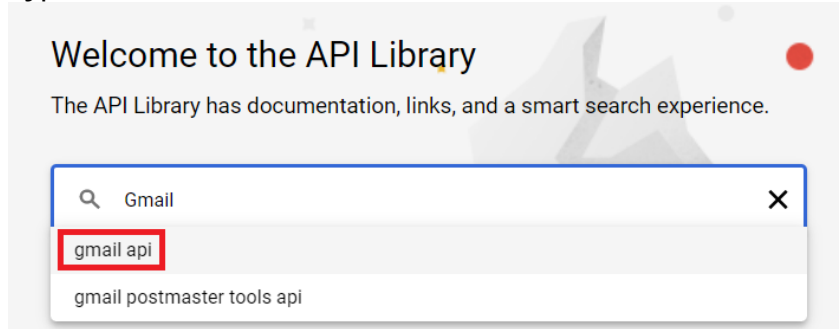 Welcome to the API Library
The API Library has documentation, links, and a smart search experience.
Gmail
gmail api
gmail postmaster tools api